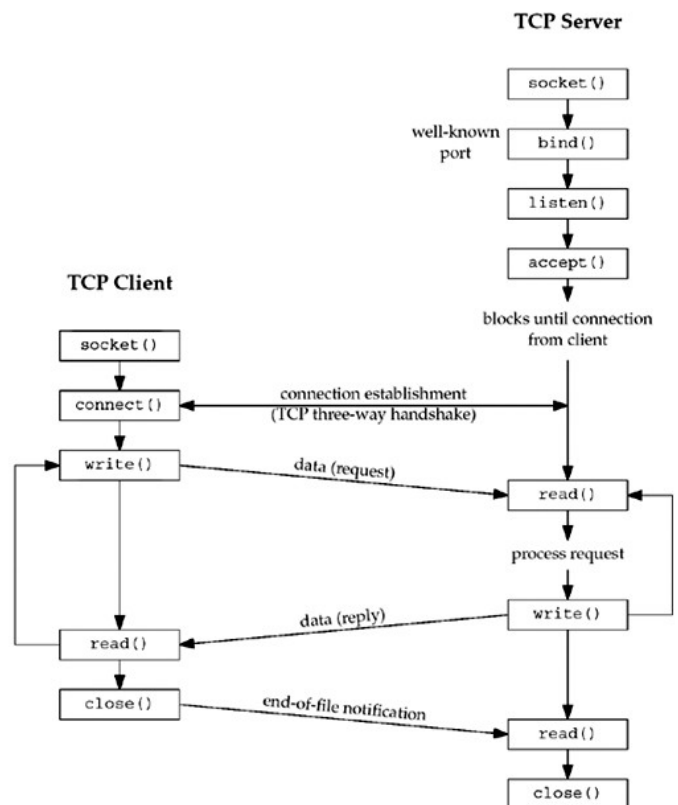 TCP Server
socket()
well-known
port
bind()
listen()
accept()
TCP Client
blocks until connection
from client
socket()
connect()
connection establishment
(TCP three-way handshake)
write()
data (request)
read()
process request
data (reply)
write()
read()
close()
end-of-file notification
read()
close()